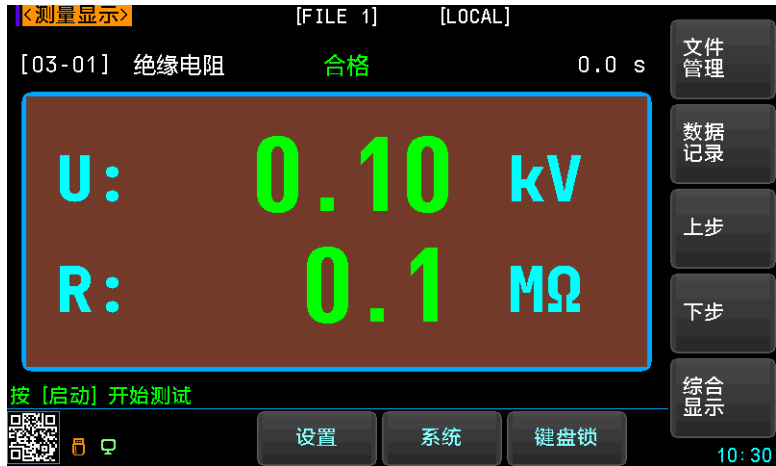 <测量显示> [FILE 1] [LOCAL]
[03-01] 绝缘电阻 合格 0.0 s
U: 0.10 kV
R: 0.1 MΩ
按 [启动] 开始测试
设置 系统 键盘锁
文件
管理
数据
记录
上步
下步
综合
显示
10:30